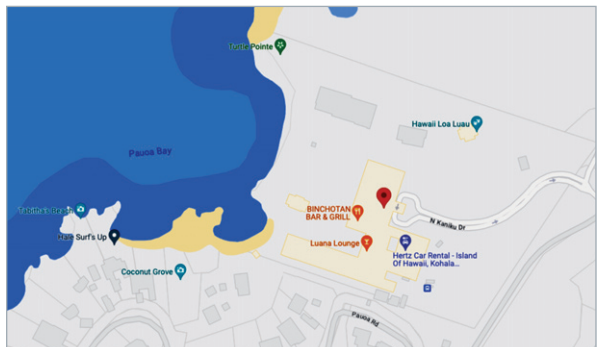 Turtle Pointe
Hawaii Loa Luau
Pauoa Bay
Tabitha's Beach
BINCHOTAN
BAR & GRILL
N Kaniku Dr
Hale Surf's Up
Luana Lounge
Hertz Car Rental - Island
Of Hawaii, Kohala...
Coconut Grove
Pauoa Rd